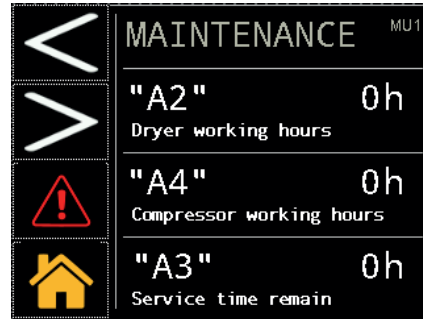 MAINTENANCE MU1
"A2" 0h
Dryer working hours
"A4" 0h
Compressor working hours
"A3" 0h
Service time remain